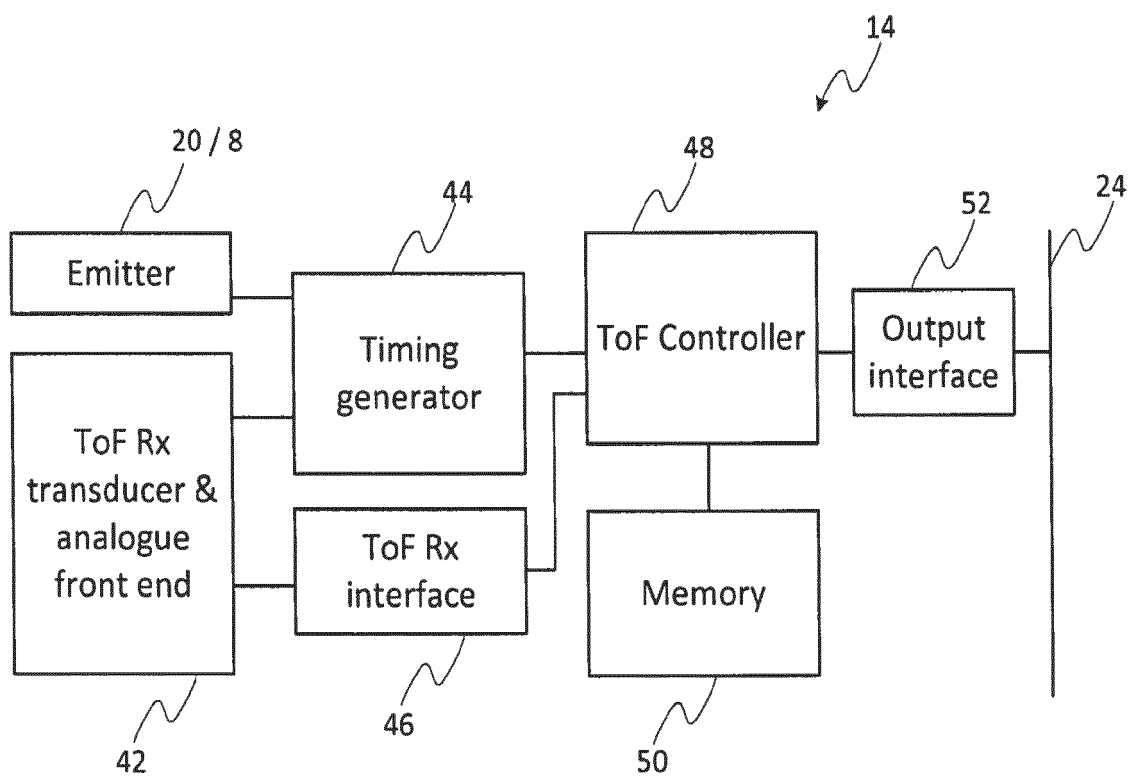 14
20 / 8
48
24
44
52
Emitter
Timing
generator
ToF Controller
Output
interface
ToF Rx
transducer &
analogue
front end
ToF Rx
interface
Memory
46
42
50